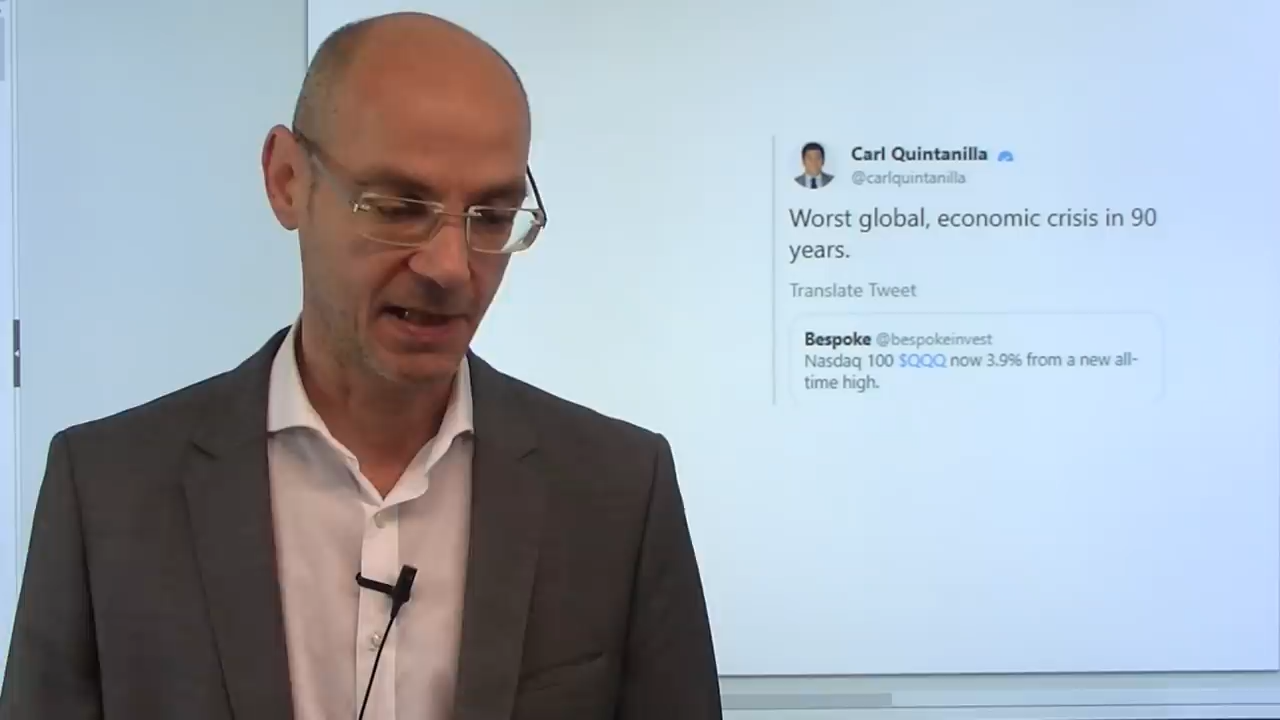 Carl Quintanilla
@carlquintanilla
Worst global, economic crisis in 90
years.
Translate Tweet
Bespoke @bespokeinvest
Nasdaq 100 $QQQ now 3.9% from a new all-
time high.